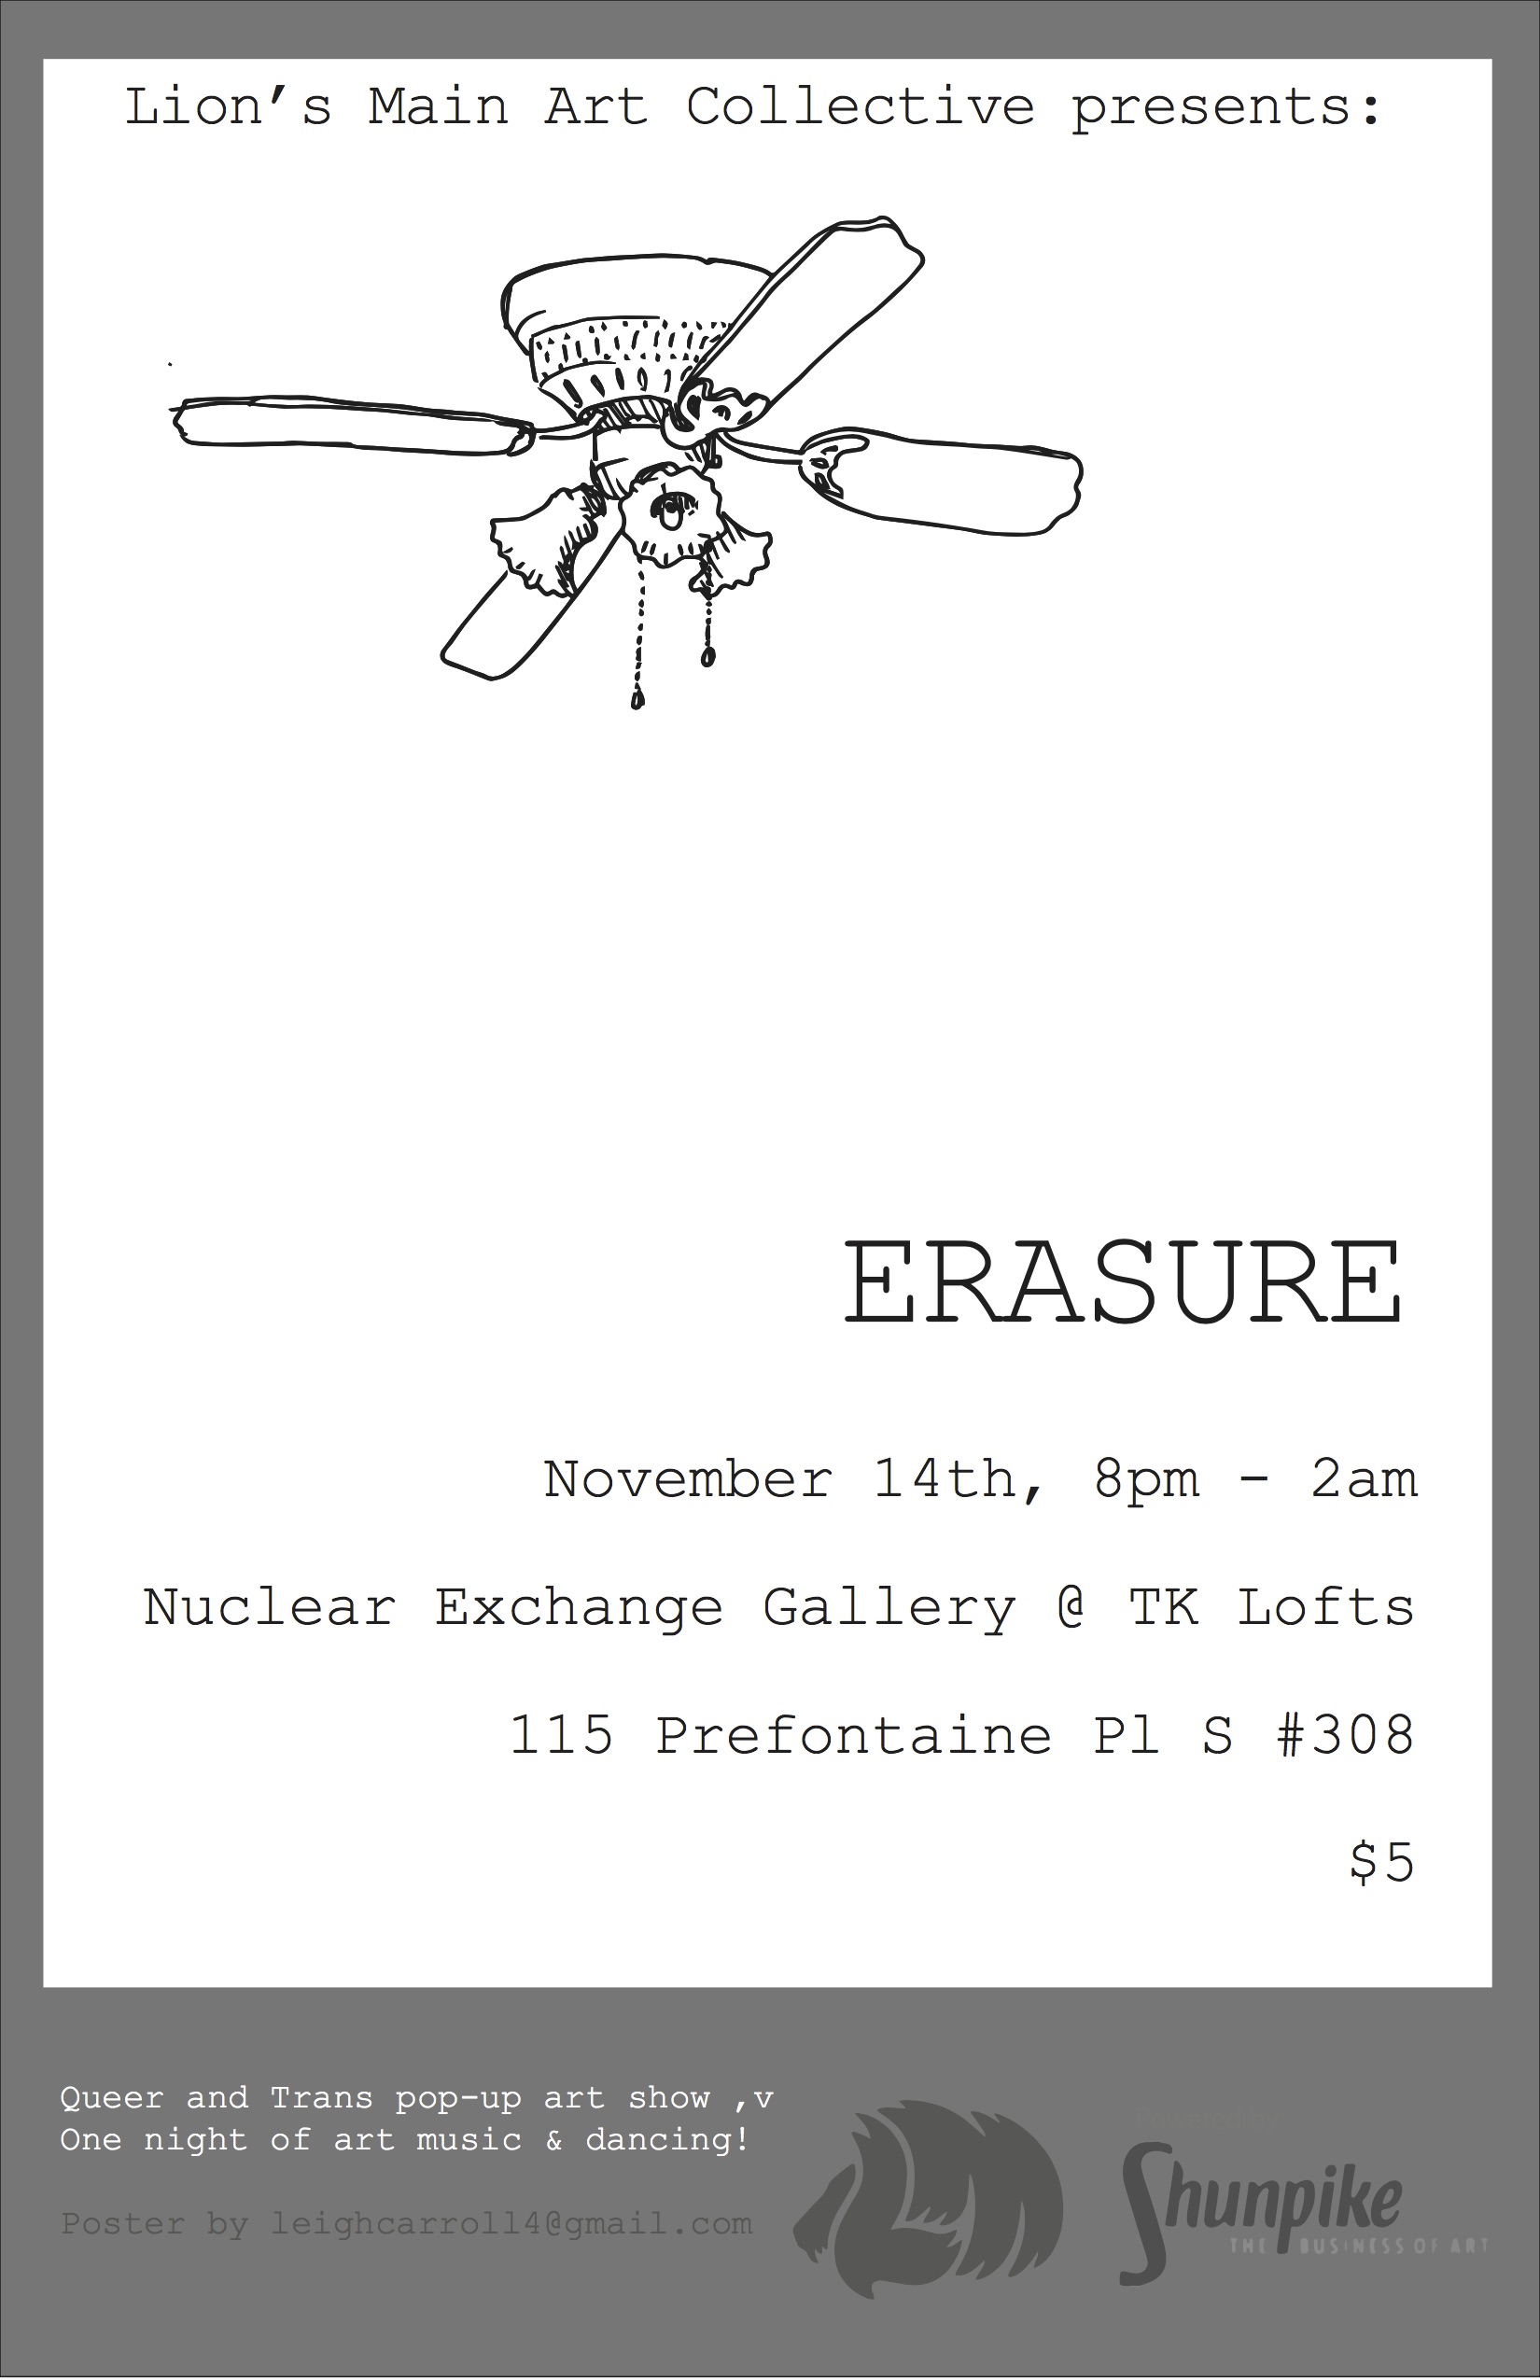 Lion’s Main Art Collective presents:
ERASURE
November 14th, 8pm - 2am
Nuclear Exchange Gallery @ TK Lofts
115 Prefontaine Pl S #308
$5
Queer and Trans pop-up art show ,v
One night of art music & dancing!
Poster by leighcarroll4@gmail.com
Shunpike
THE BUSINESS OF ART